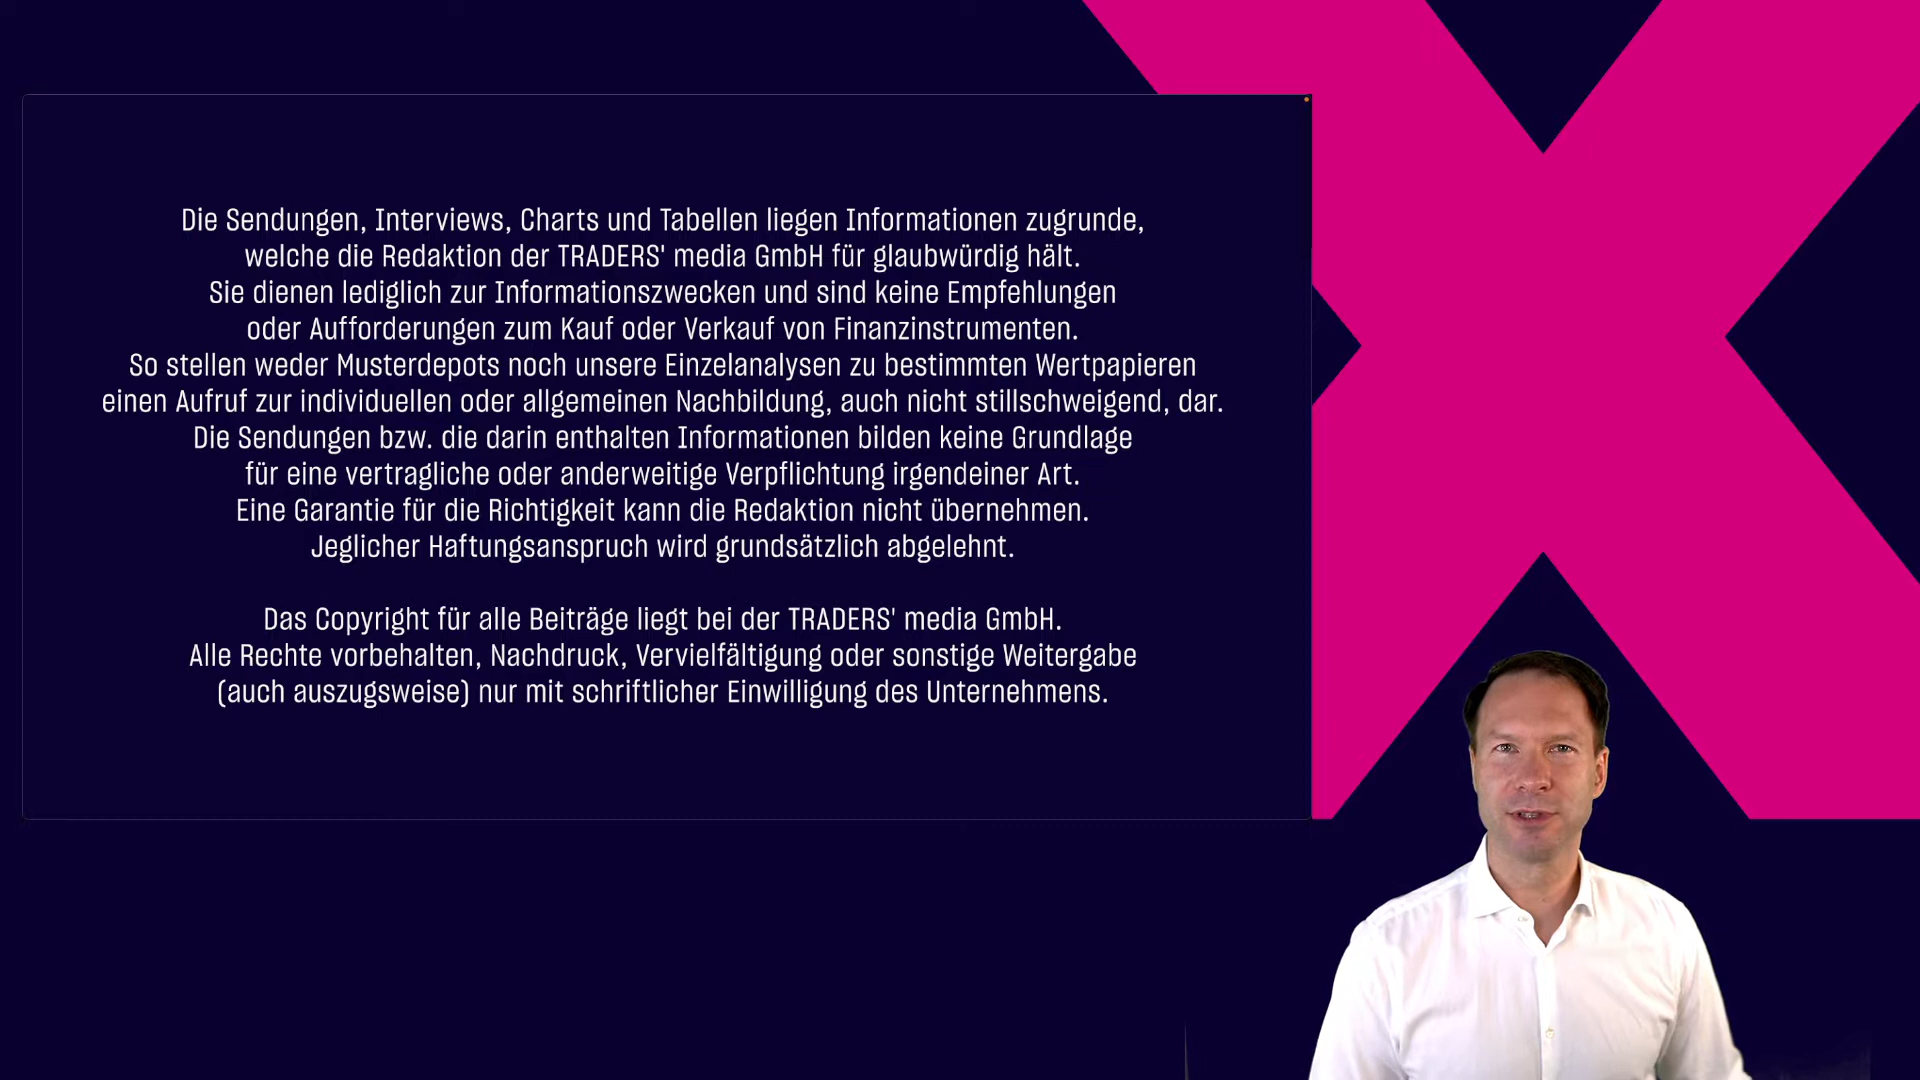 Die Sendungen, Interviews, Charts und Tabellen liegen Informationen zugrunde,
welche die Redaktion der TRADERS' media GmbH für glaubwürdig hält.
Sie dienen lediglich zur Informationszwecken und sind keine Empfehlungen
oder Aufforderungen zum Kauf oder Verkauf von Finanzinstrumenten.
So stellen weder Musterdepots noch unsere Einzelanalysen zu bestimmten Wertpapieren
einen Aufruf zur individuellen oder allgemeinen Nachbildung, auch nicht stillschweigend, dar.
Die Sendungen bzw. die darin enthalten Informationen bilden keine Grundlage
für eine vertragliche oder anderweitige Verpflichtung irgendeiner Art.
Eine Garantie für die Richtigkeit kann die Redaktion nicht übernehmen.
Jeglicher Haftungsanspruch wird grundsätzlich abgelehnt.
Das Copyright für alle Beiträge liegt bei der TRADERS' media GmbH.
Alle Rechte vorbehalten, Nachdruck, Vervielfältigung oder sonstige Weitergabe
(auch auszugsweise) nur mit schriftlicher Einwilligung des Unternehmens.